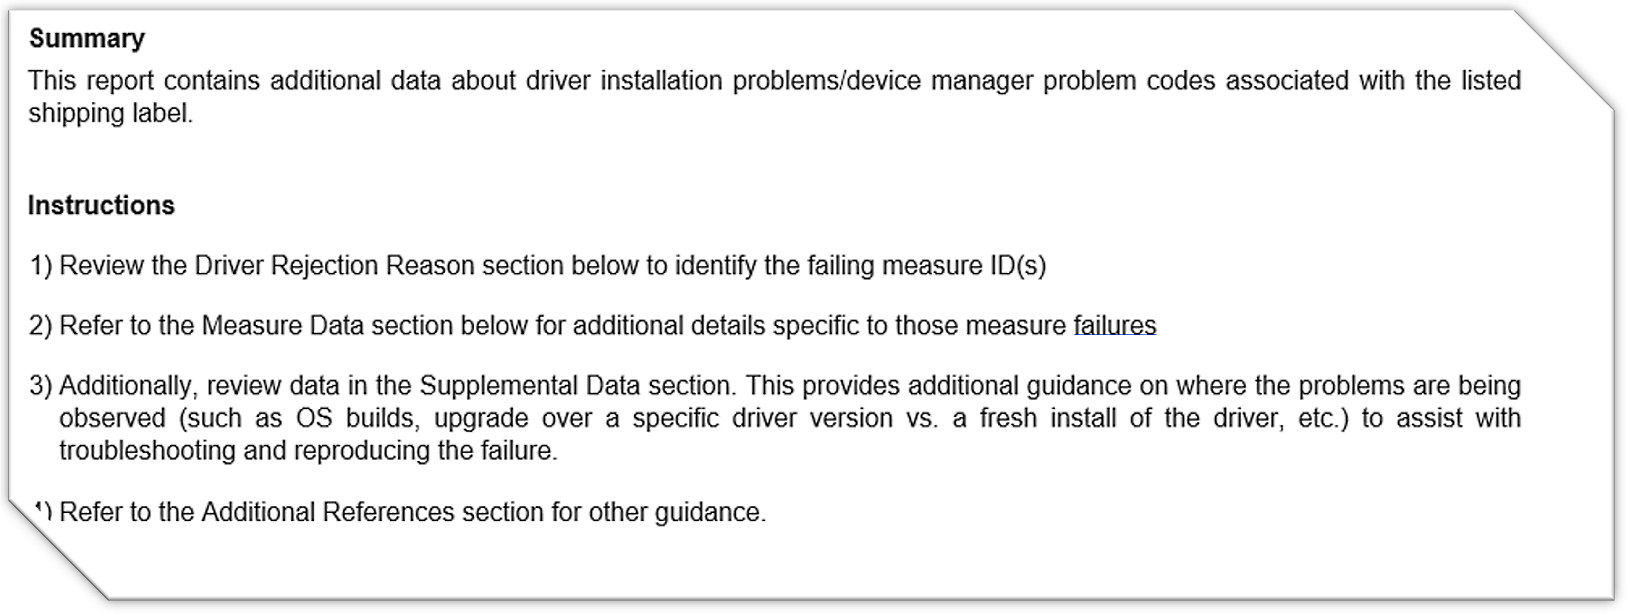 Summary
This report contains additional data about driver installation problems/device manager problem codes associated with the listed
shipping label.
Instructions
1) Review the Driver Rejection Reason section below to identify the failing measure ID(s)
2) Refer to the Measure Data section below for additional details specific to those measure failures
3) Additionally, review data in the Supplemental Data section. This provides additional guidance on where the problems are being
observed (such as OS builds, upgrade over a specific driver version vs. a fresh install of the driver, etc.) to assist with
troubleshooting and reproducing the failure.
) Refer to the Additional References section for other guidance.